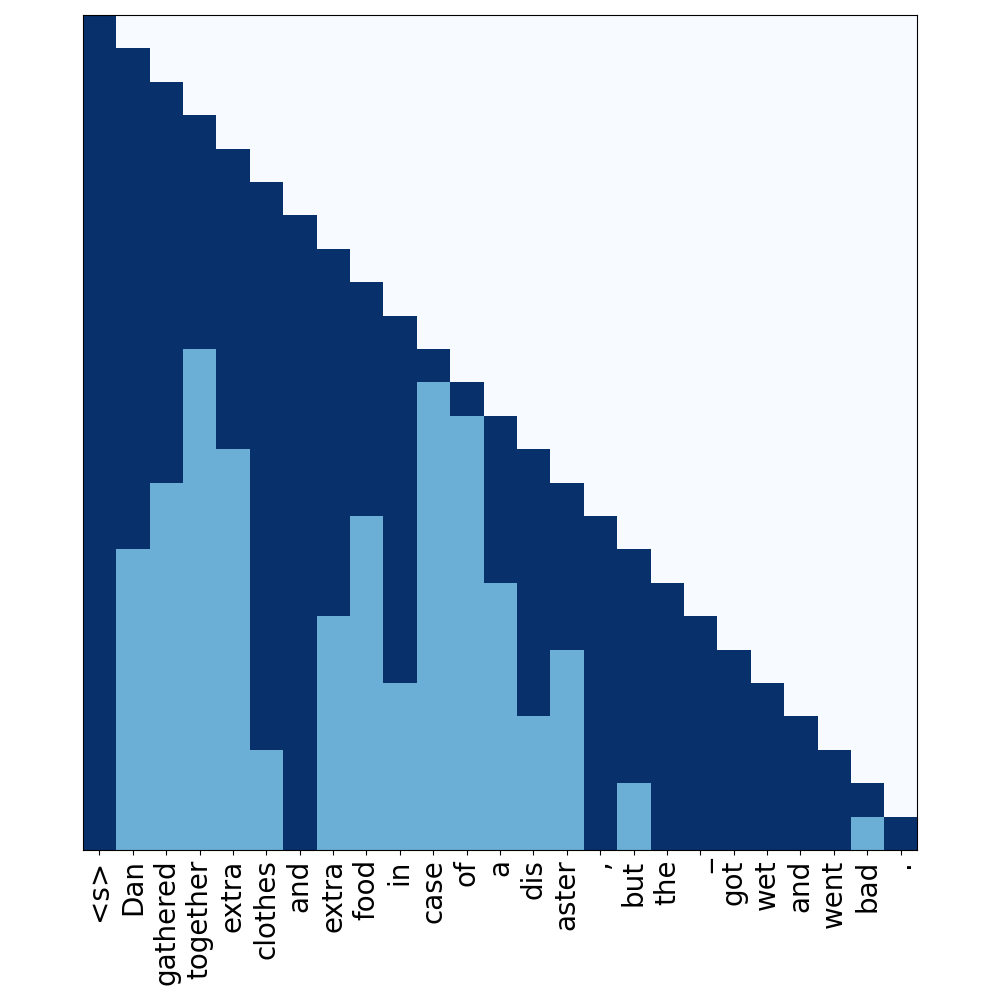 <s> Dan gathered together extra clothes and extra food in case of a dis aster , but the _ got wet and went bad .